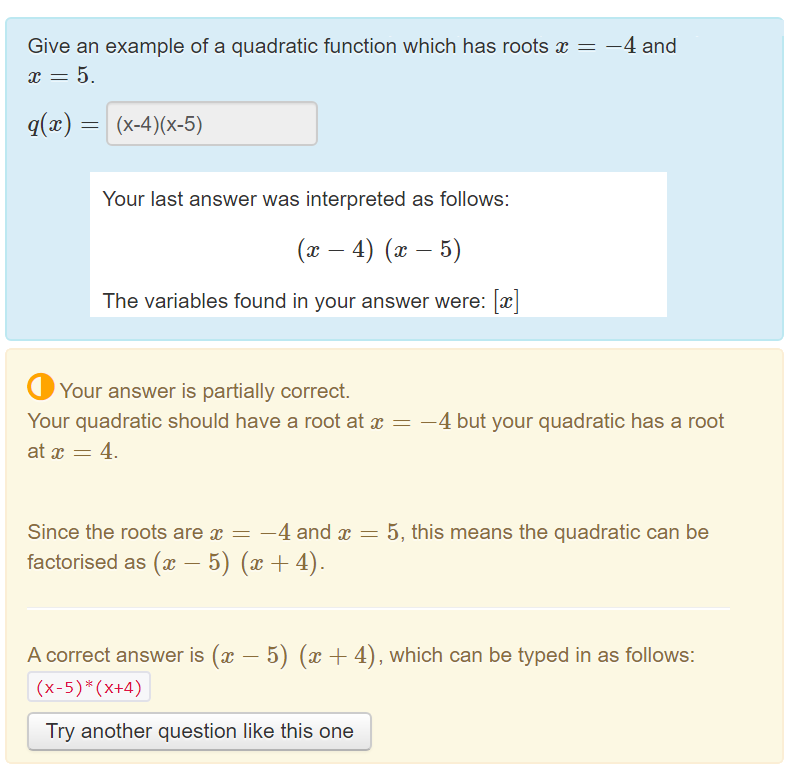 Give an example of a quadratic function which has roots x = −4 and
x = 5.
q(x) = (x-4)(x-5)
Your last answer was interpreted as follows:
(x − 4) (x − 5)
The variables found in your answer were: [x]
Your answer is partially correct.
Your quadratic should have a root at x = −4 but your quadratic has a root
at x = 4.
Since the roots are x = −4 and x = 5, this means the quadratic can be
factorised as (x − 5) (x + 4).
A correct answer is (x − 5) (x + 4), which can be typed in as follows:
(x-5)*(x+4)
Try another question like this one